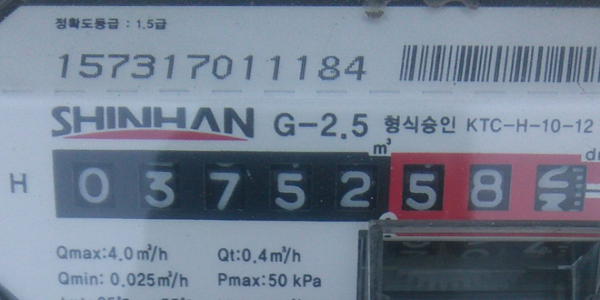 정확도등급 : 1.5급
157317011184
SHINHAN G-2.5 형식승인 KTC-H-10-12
m³
H 0 3 7 5 2 5 8 2
Qmax:4.0㎥/h Qt:0.4㎥/h
Qmin: 0.025㎥/h Pmax:50 kPa